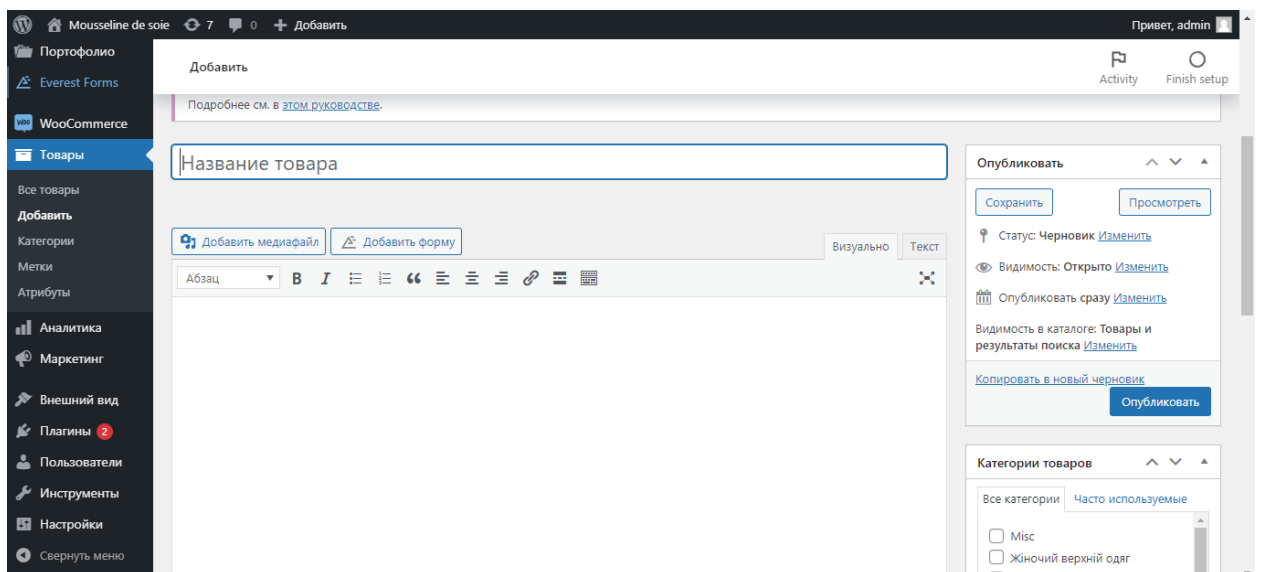 Mousseline de soie 7 0 Добавить Привет, admin
Портфолио
Everest Forms
WooCommerce
Товары
Все товары
Добавить
Категории
Метки
Атрибуты
Аналитика
Маркетинг
Внешний вид
Плагины 2
Пользователи
Инструменты
Настройки
Свернуть меню
Добавить
Activity Finish setup
Подробнее см. в этом руководстве.
Название товара
Добавить медиафайл Добавить форму
Визуально Текст
Абзац B I
Опубликовать
Сохранить Просмотреть
Статус: Черновик Изменить
Видимость: Открыто Изменить
Опубликовать сразу Изменить
Видимость в каталоге: Товары и
результаты поиска Изменить
Копировать в новый черновик
Опубликовать
Категории товаров
Все категории Часто используемые
Misc
Жіночий верхній одяг